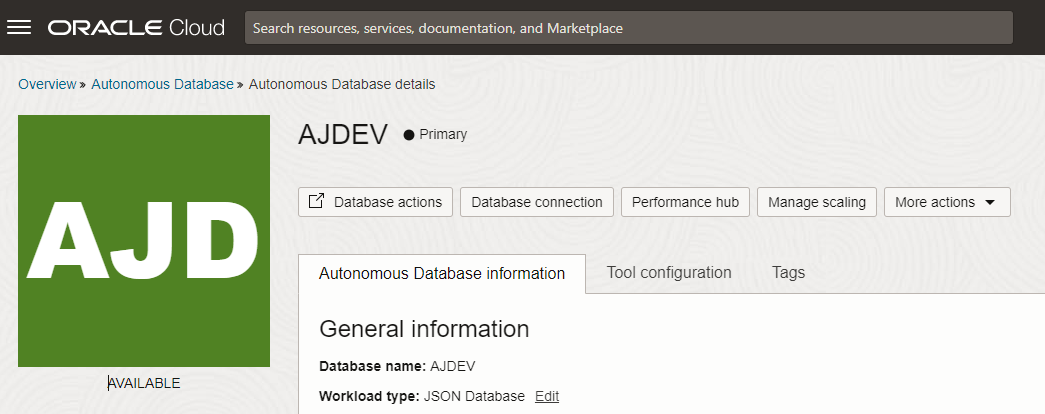 ORACLE Cloud Search resources, services, documentation, and Marketplace
Overview » Autonomous Database » Autonomous Database details
AJD
AVAILABLE
AJDEV Primary
Database actions Database connection Performance hub Manage scaling More actions
Autonomous Database information Tool configuration Tags
General information
Database name: AJDEV
Workload type: JSON Database Edit